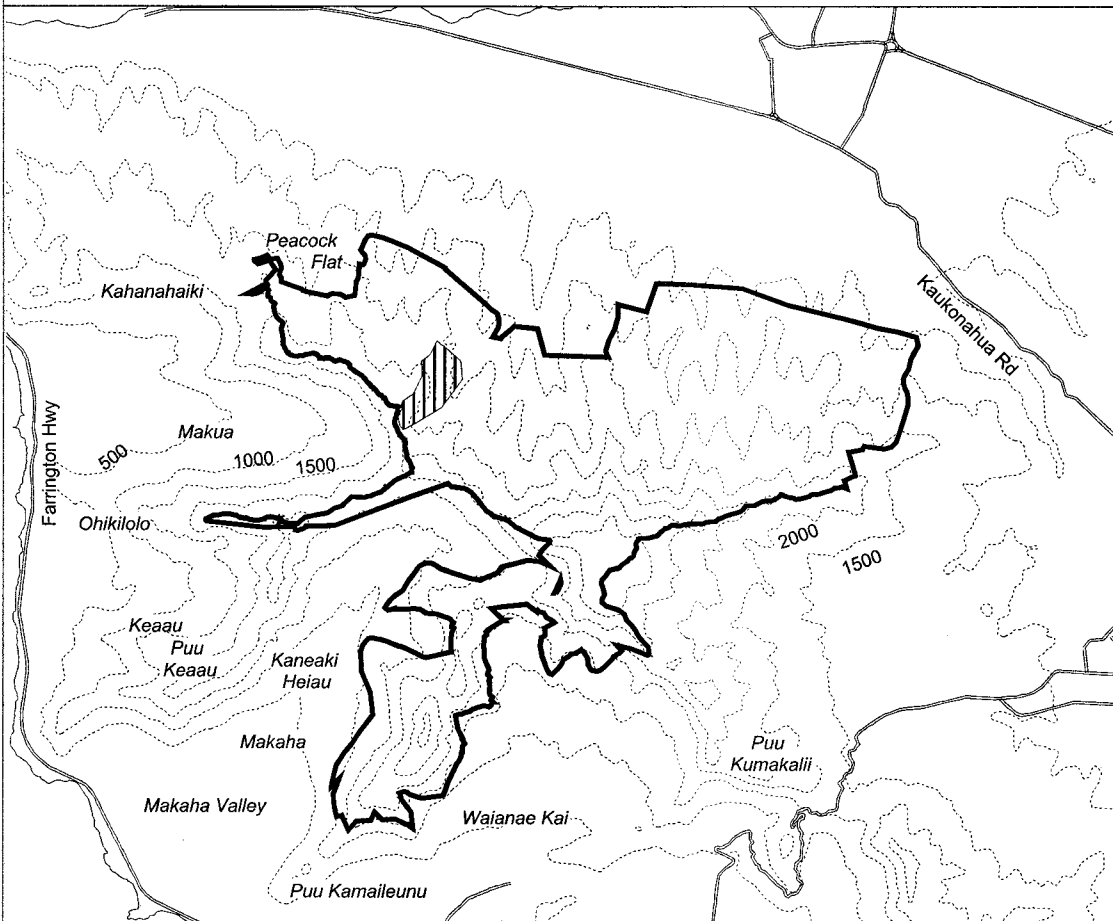 Peacock
Flat
Kahanahaiki
Kaukonahua Rd
Makua
500
1000
1500
Farrington Hwy
Ohikilolo
2000
1500
Keaau
Puu
Keaau
Kaneaki
Heiau
Makaha
Puu
Kumakalii
Makaha Valley
Waianae Kai
Puu Kamaileunu